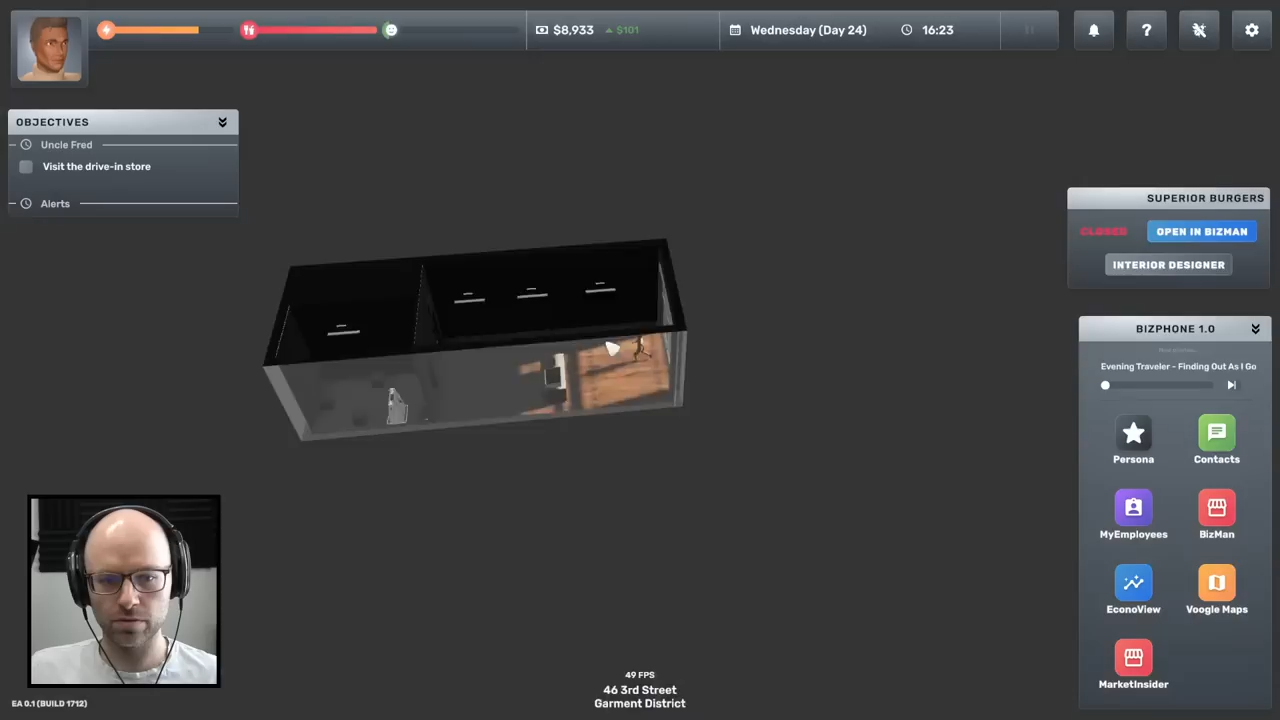 $8,933
$101
Wednesday (Day 24)
16:23
OBJECTIVES
Uncle Fred
Visit the drive-in store
Alerts
SUPERIOR BURGERS
CLOSED
OPEN IN BIZMAN
INTERIOR DESIGNER
BIZPHONE 1.0
Evening Traveler - Finding Out As I Go
Persona
Contacts
MyEmployees
BizMan
EconoView
Voogle Maps
MarketInsider
49 FPS
46 3rd Street
Garment District
EA 0.1 (BUILD 1712)